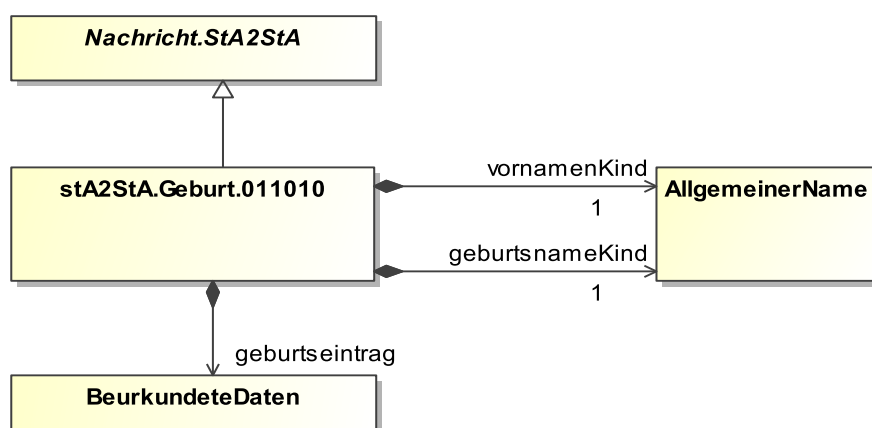 Nachricht.StA2StA
vornamenKind
stA2StA.Geburt.011010
AllgemeinerName
1
geburtsnameKind
1
geburtseintrag
BeurkundeteDaten